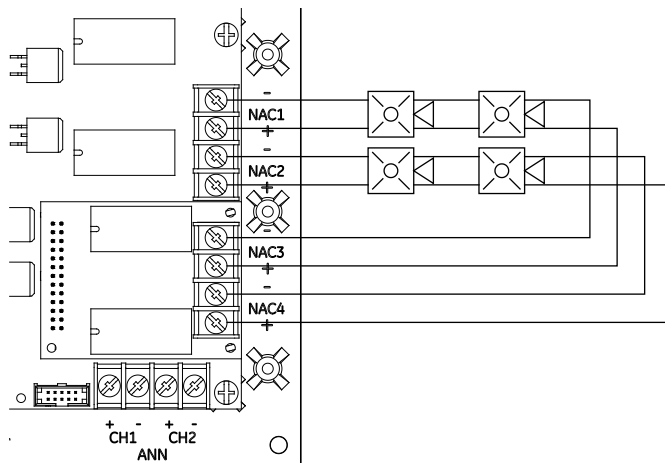 -
NAC1
+
-
NAC2
+
-
NAC3
+
-
NAC4
+
+ - + -
CH1 CH2
ANN